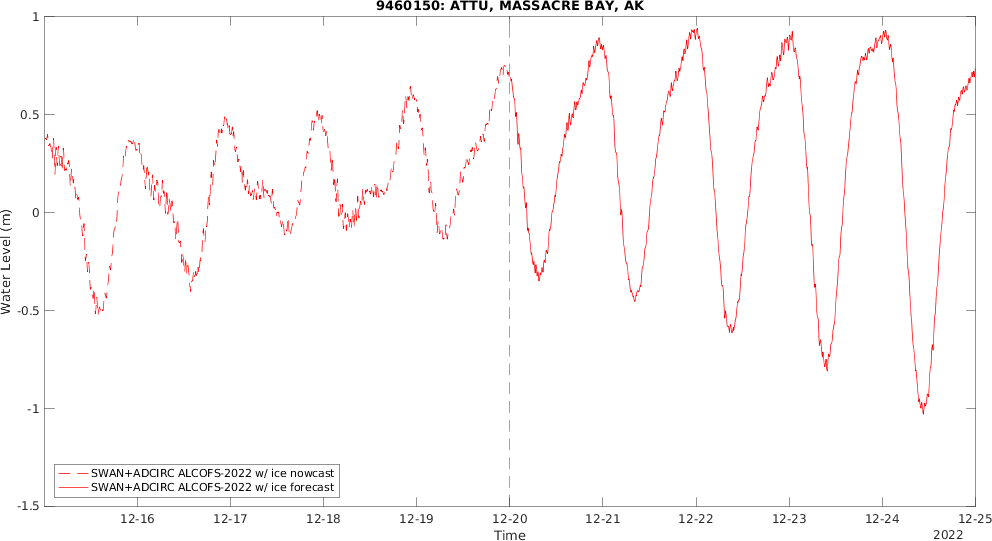 9460150: ATTU, MASSACRE BAY, AK
1
0.5
0
-0.5
-1
-1.5
Water Level (m)
SWAN+ADCIRC ALCOFS-2022 w/ ice nowcast
SWAN+ADCIRC ALCOFS-2022 w/ ice forecast
12-16 12-17 12-18 12-19 12-20 12-21 12-22 12-23 12-24 12-25
Time
2022